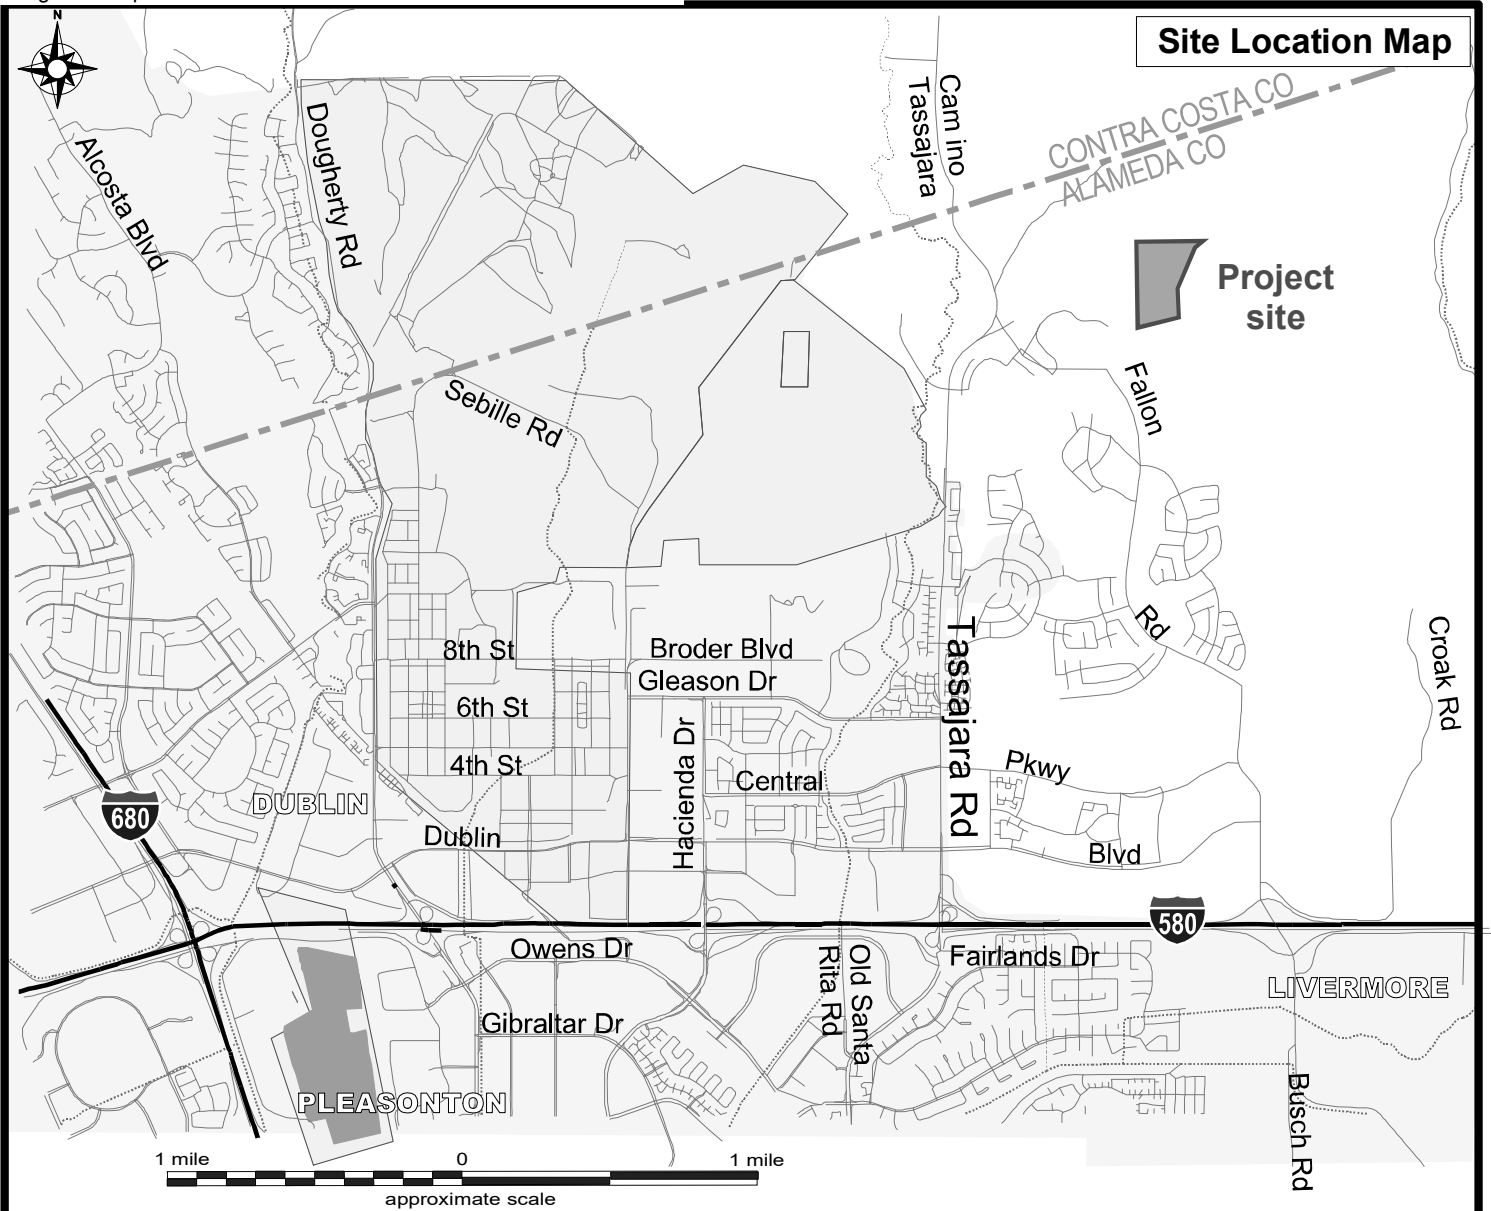 N
Site Location Map
Cam ino
Tassajara
CONTRA COSTA CO
ALAMEDA CO
Dougherty Rd
Alcosta Blvd
Project
site
Fallon
Sebille Rd
Rd
Croak Rd
8th St
Broder Blvd
Gleason Dr
6th St
Tassajara Rd
Hacienda Dr
4th St
Central
Pkwy
DUBLIN
680
Dublin
Blvd
580
Owens Dr
Fairlands Dr
Old Santa
Rita Rd
LIVERMORE
Gibraltar Dr
PLEASONTON
Busch Rd
1 mile
0
1 mile
approximate scale